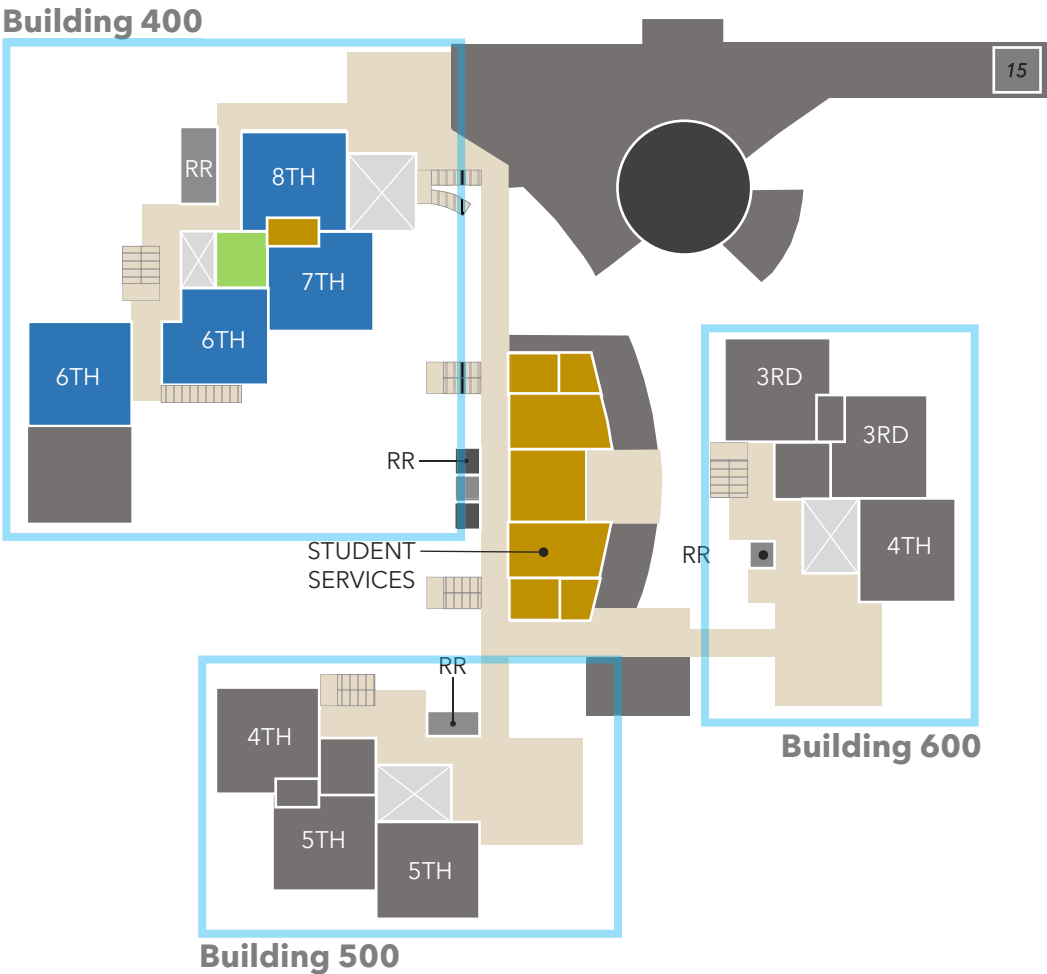 Building 400
15
RR
8TH
7TH
6TH
6TH
3RD
3RD
RR
STUDENT
SERVICES
RR
4TH
RR
4TH
Building 600
5TH
5TH
Building 500